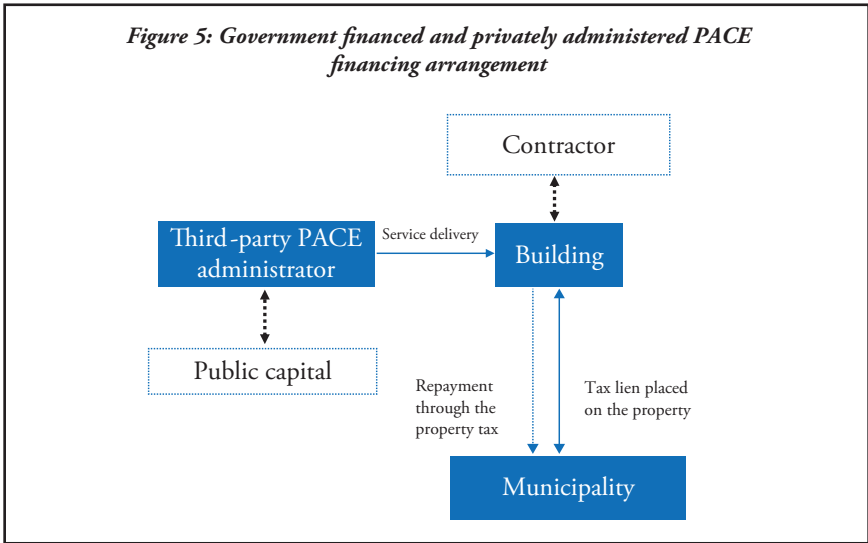 Figure 5: Government financed and privately administered PACE
financing arrangement
Contractor
Third-party PACE
administrator
Service delivery
Building
Public capital
Repayment
through the
property tax
Tax lien placed
on the property
Municipality